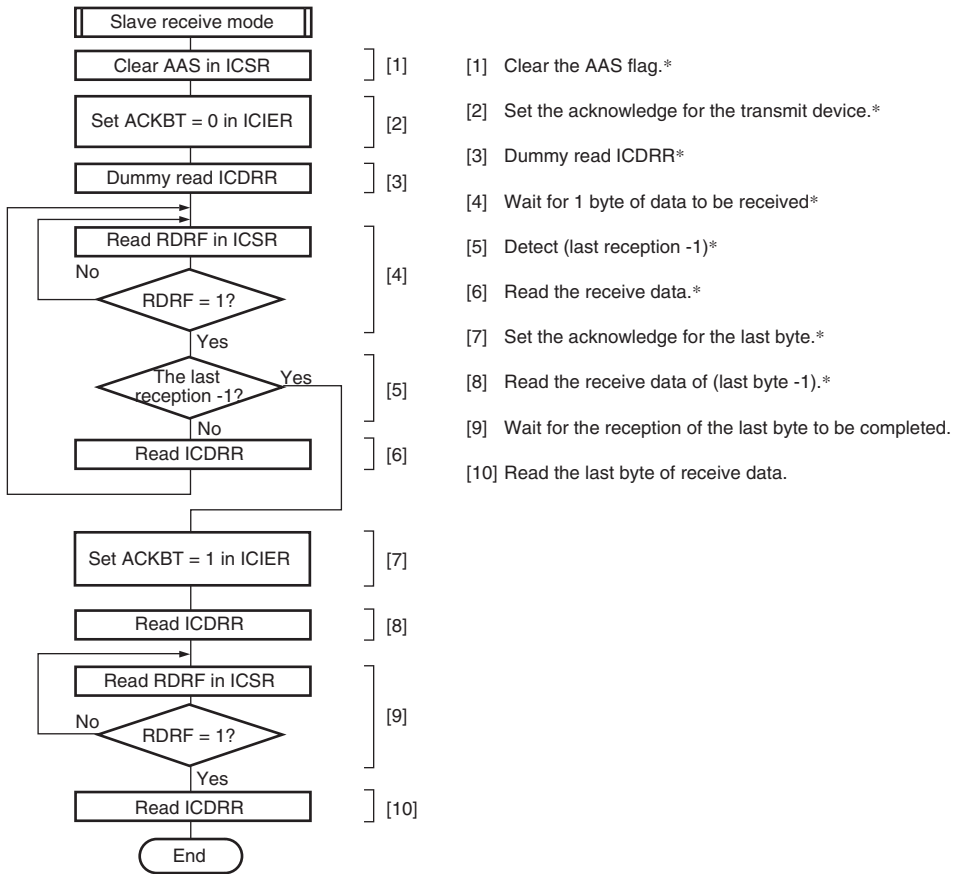 Slave receive mode
Clear AAS in ICSR
[1]
Set ACKBT = 0 in ICIER
[2]
Dummy read ICDRR
[3]
Read RDRF in ICSR
No
RDRF = 1?
[4]
Yes
The last
reception -1?
Yes
[5]
No
Read ICDRR
[6]
Set ACKBT = 1 in ICIER
[7]
Read ICDRR
[8]
Read RDRF in ICSR
No
RDRF = 1?
[9]
Yes
Read ICDRR
[10]
End
[1] Clear the AAS flag.*
[2] Set the acknowledge for the transmit device.*
[3] Dummy read ICDRR*
[4] Wait for 1 byte of data to be received*
[5] Detect (last reception -1)*
[6] Read the receive data.*
[7] Set the acknowledge for the last byte.*
[8] Read the receive data of (last byte -1).*
[9] Wait for the reception of the last byte to be completed.
[10] Read the last byte of receive data.